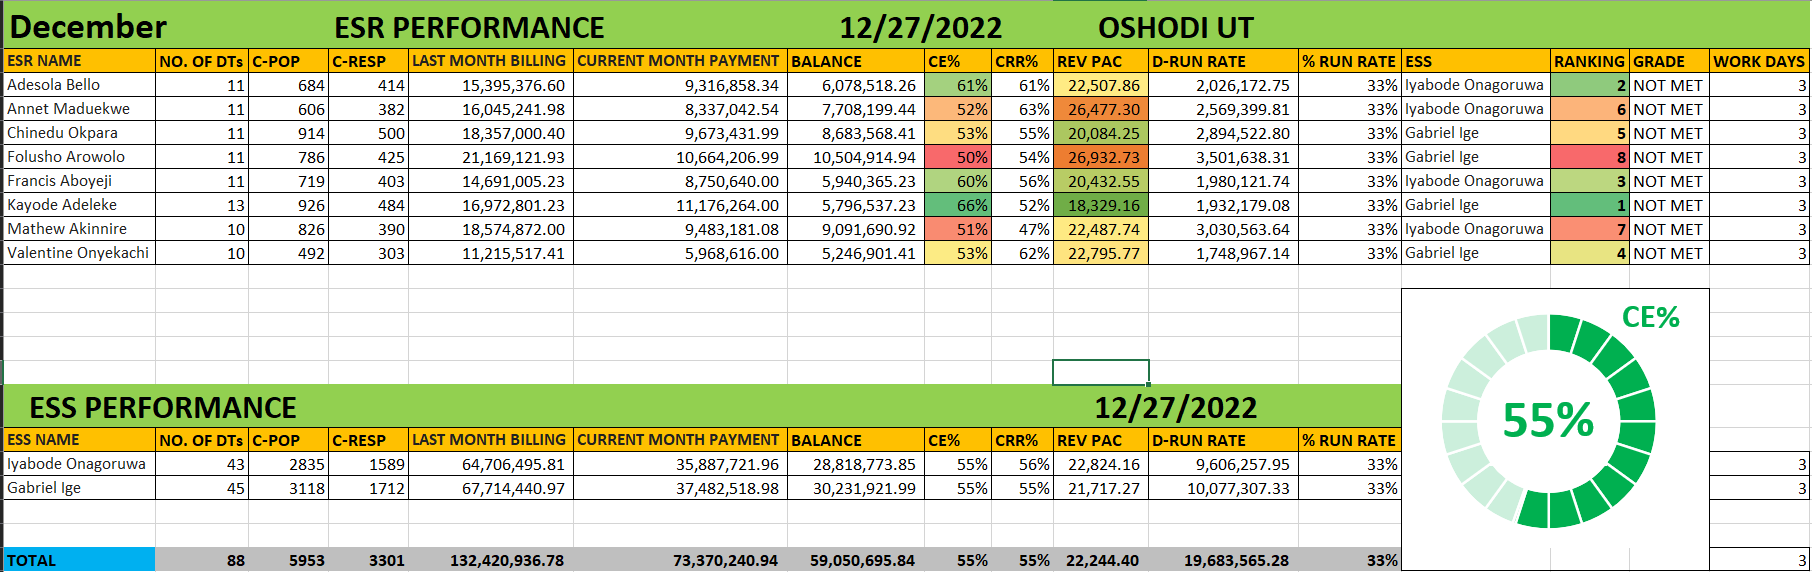 December ESR PERFORMANCE 12/27/2022 OSHODI UT
ESR NAME NO. OF DTs C-POP C-RESP LAST MONTH BILLING CURRENT MONTH PAYMENT BALANCE CE% CRR% REV PAC D-RUN RATE % RUN RATE ESS RANKING GRADE WORK DAYS
Adesola Bello 11 684 414 15,395,376.60 9,316,858.34 6,078,518.26 61% 61% 22,507.86 2,026,172.75 33% Iyabode Onagoruwa 2 NOT MET 3
Annet Maduekwe 11 606 382 16,045,241.98 8,337,042.54 7,708,199.44 52% 63% 26,477.30 2,569,399.81 33% Iyabode Onagoruwa 6 NOT MET 3
Chinedu Okpara 11 914 500 18,357,000.40 9,673,431.99 8,683,568.41 53% 55% 20,084.25 2,894,522.80 33% Gabriel Ige 5 NOT MET 3
Folusho Arowolo 11 786 425 21,169,121.93 10,664,206.99 10,504,914.94 50% 54% 26,932.73 3,501,638.31 33% Gabriel Ige 8 NOT MET 3
Francis Aboyeji 11 719 403 14,691,005.23 8,750,640.00 5,940,365.23 60% 56% 20,432.55 1,980,121.74 33% Iyabode Onagoruwa 3 NOT MET 3
Kayode Adeleke 13 926 484 16,972,801.23 11,176,264.00 5,796,537.23 66% 52% 18,329.16 1,932,179.08 33% Gabriel Ige 1 NOT MET 3
Mathew Akinnire 10 826 390 18,574,872.00 9,483,181.08 9,091,690.92 51% 47% 22,487.74 3,030,563.64 33% Iyabode Onagoruwa 7 NOT MET 3
Valentine Onyekachi 10 492 303 11,215,517.41 5,968,616.00 5,246,901.41 53% 62% 22,795.77 1,748,967.14 33% Gabriel Ige 4 NOT MET 3
CE%
55%
ESS PERFORMANCE 12/27/2022
ESS NAME NO. OF DTs C-POP C-RESP LAST MONTH BILLING CURRENT MONTH PAYMENT BALANCE CE% CRR% REV PAC D-RUN RATE % RUN RATE
Iyabode Onagoruwa 43 2835 1589 64,706,495.81 35,887,721.96 28,818,773.85 55% 56% 22,824.16 9,606,257.95 33% 3
Gabriel Ige 45 3118 1712 67,714,440.97 37,482,518.98 30,231,921.99 55% 55% 21,717.27 10,077,307.33 33% 3
TOTAL 88 5953 3301 132,420,936.78 73,370,240.94 59,050,695.84 55% 55% 22,244.40 19,683,565.28 33% 3